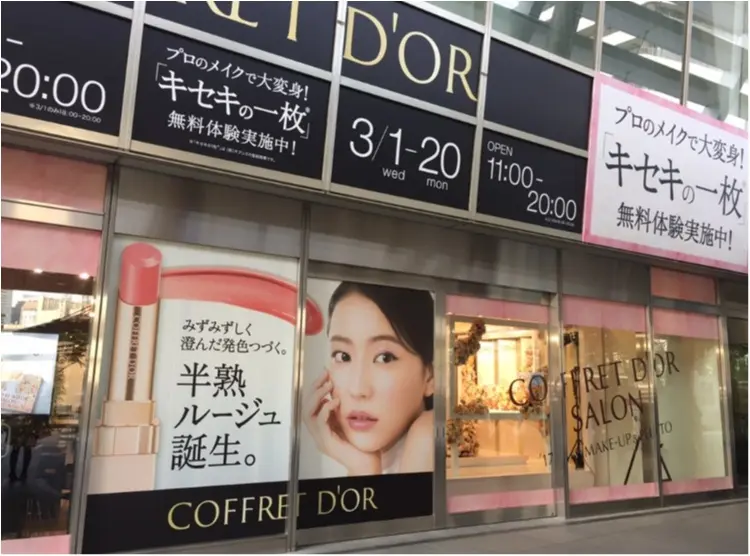 COFFRET D'OR
20:00
プロのメイクで大変身!
「キセキの一枚」
無料体験実施中!
3/1-20
wed
mon
OPEN
11:00-
20:00
プロのメイクで大変身!
「キセキの一枚
無料体験実施中!
みずみずしく
澄んだ発色つづく。
半熟
ルージュ
誕生。
COFFRET D'OR
COFFRET D'OR
SALON
'17
MAKE-UP